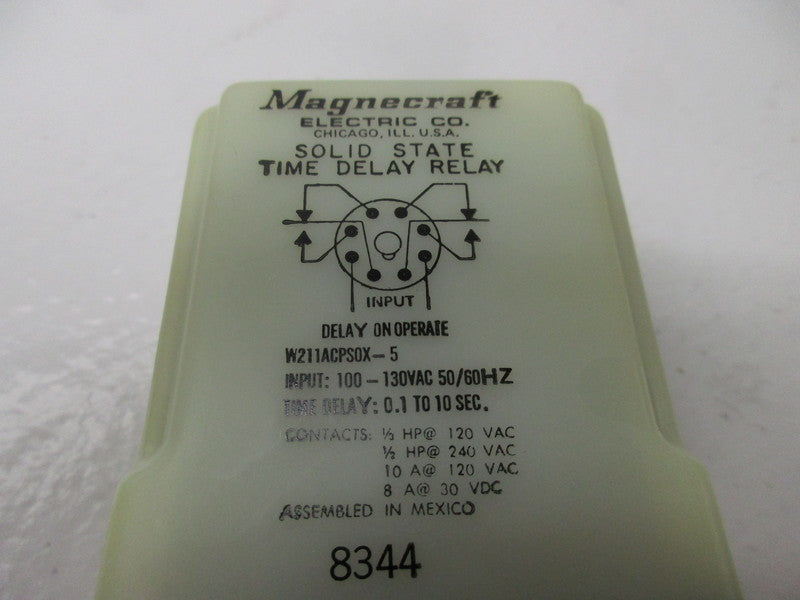 Magnecraft
ELECTRIC CO.
CHICAGO, ILL. U.S.A.
SOLID STATE
TIME DELAY RELAY
INPUT
DELAY ON OPERATE
W211ACPSOX-5
INPUT: 100-130VAC 50/60HZ
TIME DELAY: 0.1 TO 10 SEC.
CONTACTS: ⅓ HP@ 120 VAC
½ HP@ 240 VAC
10 A@ 120 VAC
8 A@ 30 VDC
ASSEMBLED IN MEXICO
8344